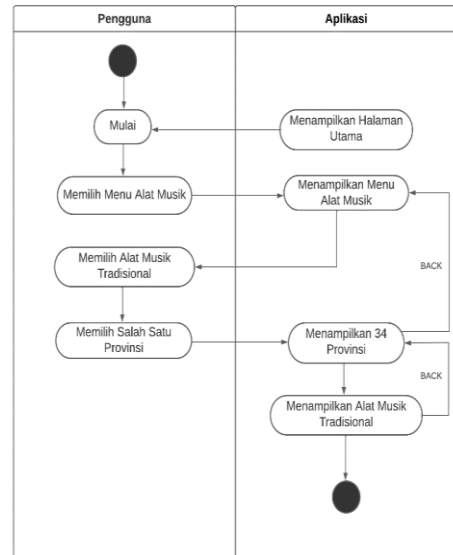 Pengguna
Aplikasi
Mulai
Menampilkan Halaman
Utama
Memilih Menu Alat Musik
Menampilkan Menu
Alat Musik
Memilih Alat Musik
Tradisional
BACK
Memilih Salah Satu
Provinsi
Menampilkan 34
Provinsi
BACK
Menampilkan Alat Musik
Tradisional